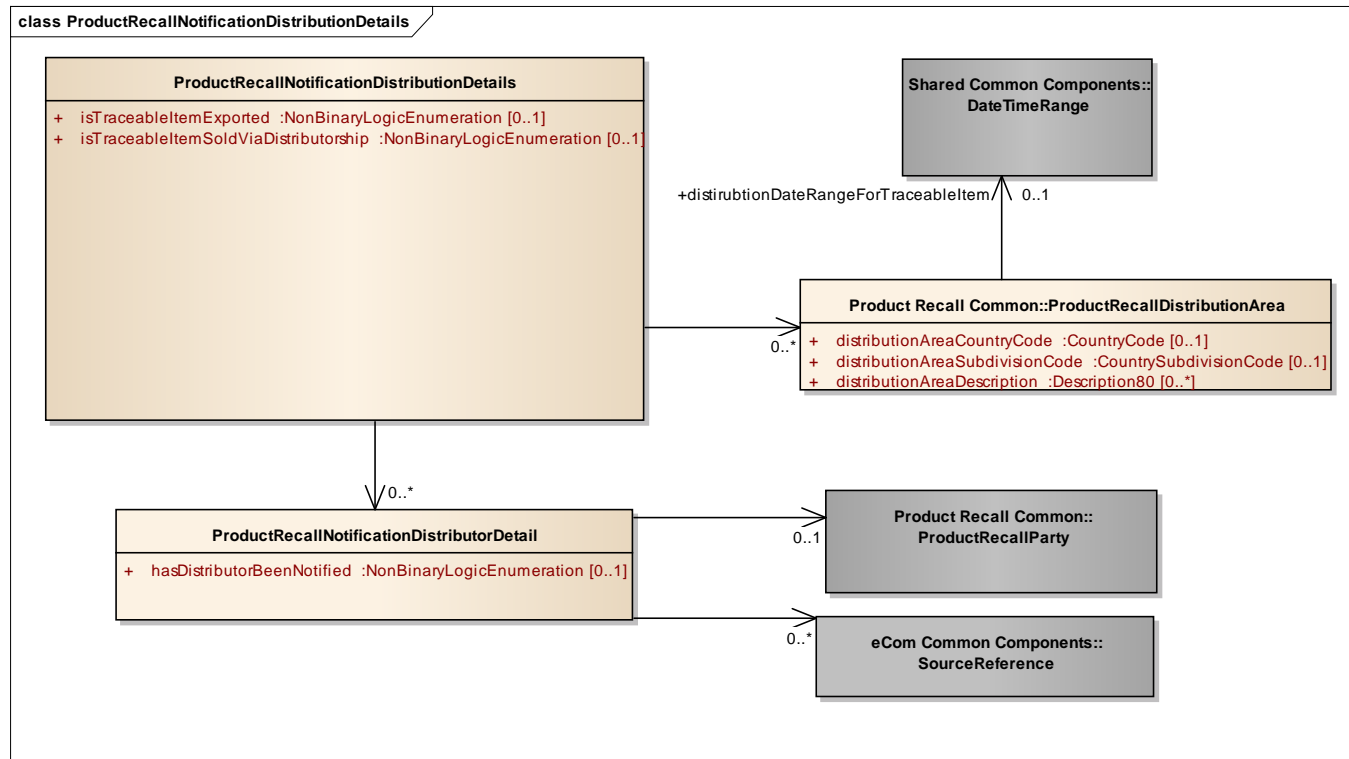 class ProductRecallNotificationDistributionDetails
ProductRecallNotificationDistributionDetails
+ isTraceableItemExported :NonBinaryLogicEnumeration [0..1]
+ isTraceableItemSoldViaDistributorship :NonBinaryLogicEnumeration [0..1]
Shared Common Components::
DateTimeRange
+distirubtionDateRangeForTraceableItem
0..1
Product Recall Common::ProductRecallDistributionArea
+ distributionAreaCountryCode :CountryCode [0..1]
+ distributionAreaSubdivisionCode :CountrySubdivisionCode [0..1]
+ distributionAreaDescription :Description80 [0..*]
0..*
0..*
ProductRecallNotificationDistributorDetail
+ hasDistributorBeenNotified :NonBinaryLogicEnumeration [0..1]
Product Recall Common::
ProductRecallParty
0..1
eCom Common Components::
SourceReference
0..*